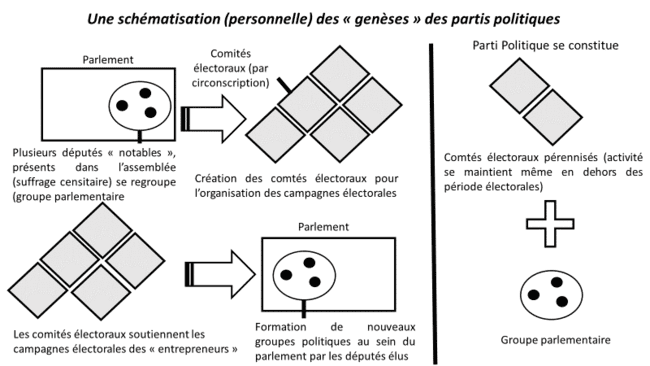 Une schématisation (personnelle) des « genèses » des partis politiques
Parlement
Plusieurs députés « notables »,
présents dans l'assemblée
(suffrage censitaire) se regroupe
(groupe parlementaire
Comités
électoraux (par
circonscription)
Création des comtés électoraux pour
l'organisation des campagnes électorales
Les comités électoraux soutiennent les
campagnes électorales des « entrepreneurs »
Parlement
Formation de nouveaux
groupes politiques au sein du
parlement par les députés élus
Parti Politique se constitue
Comtés électoraux pérennisés (activité
se maintient même en dehors des
période électorales)
Groupe parlementaire